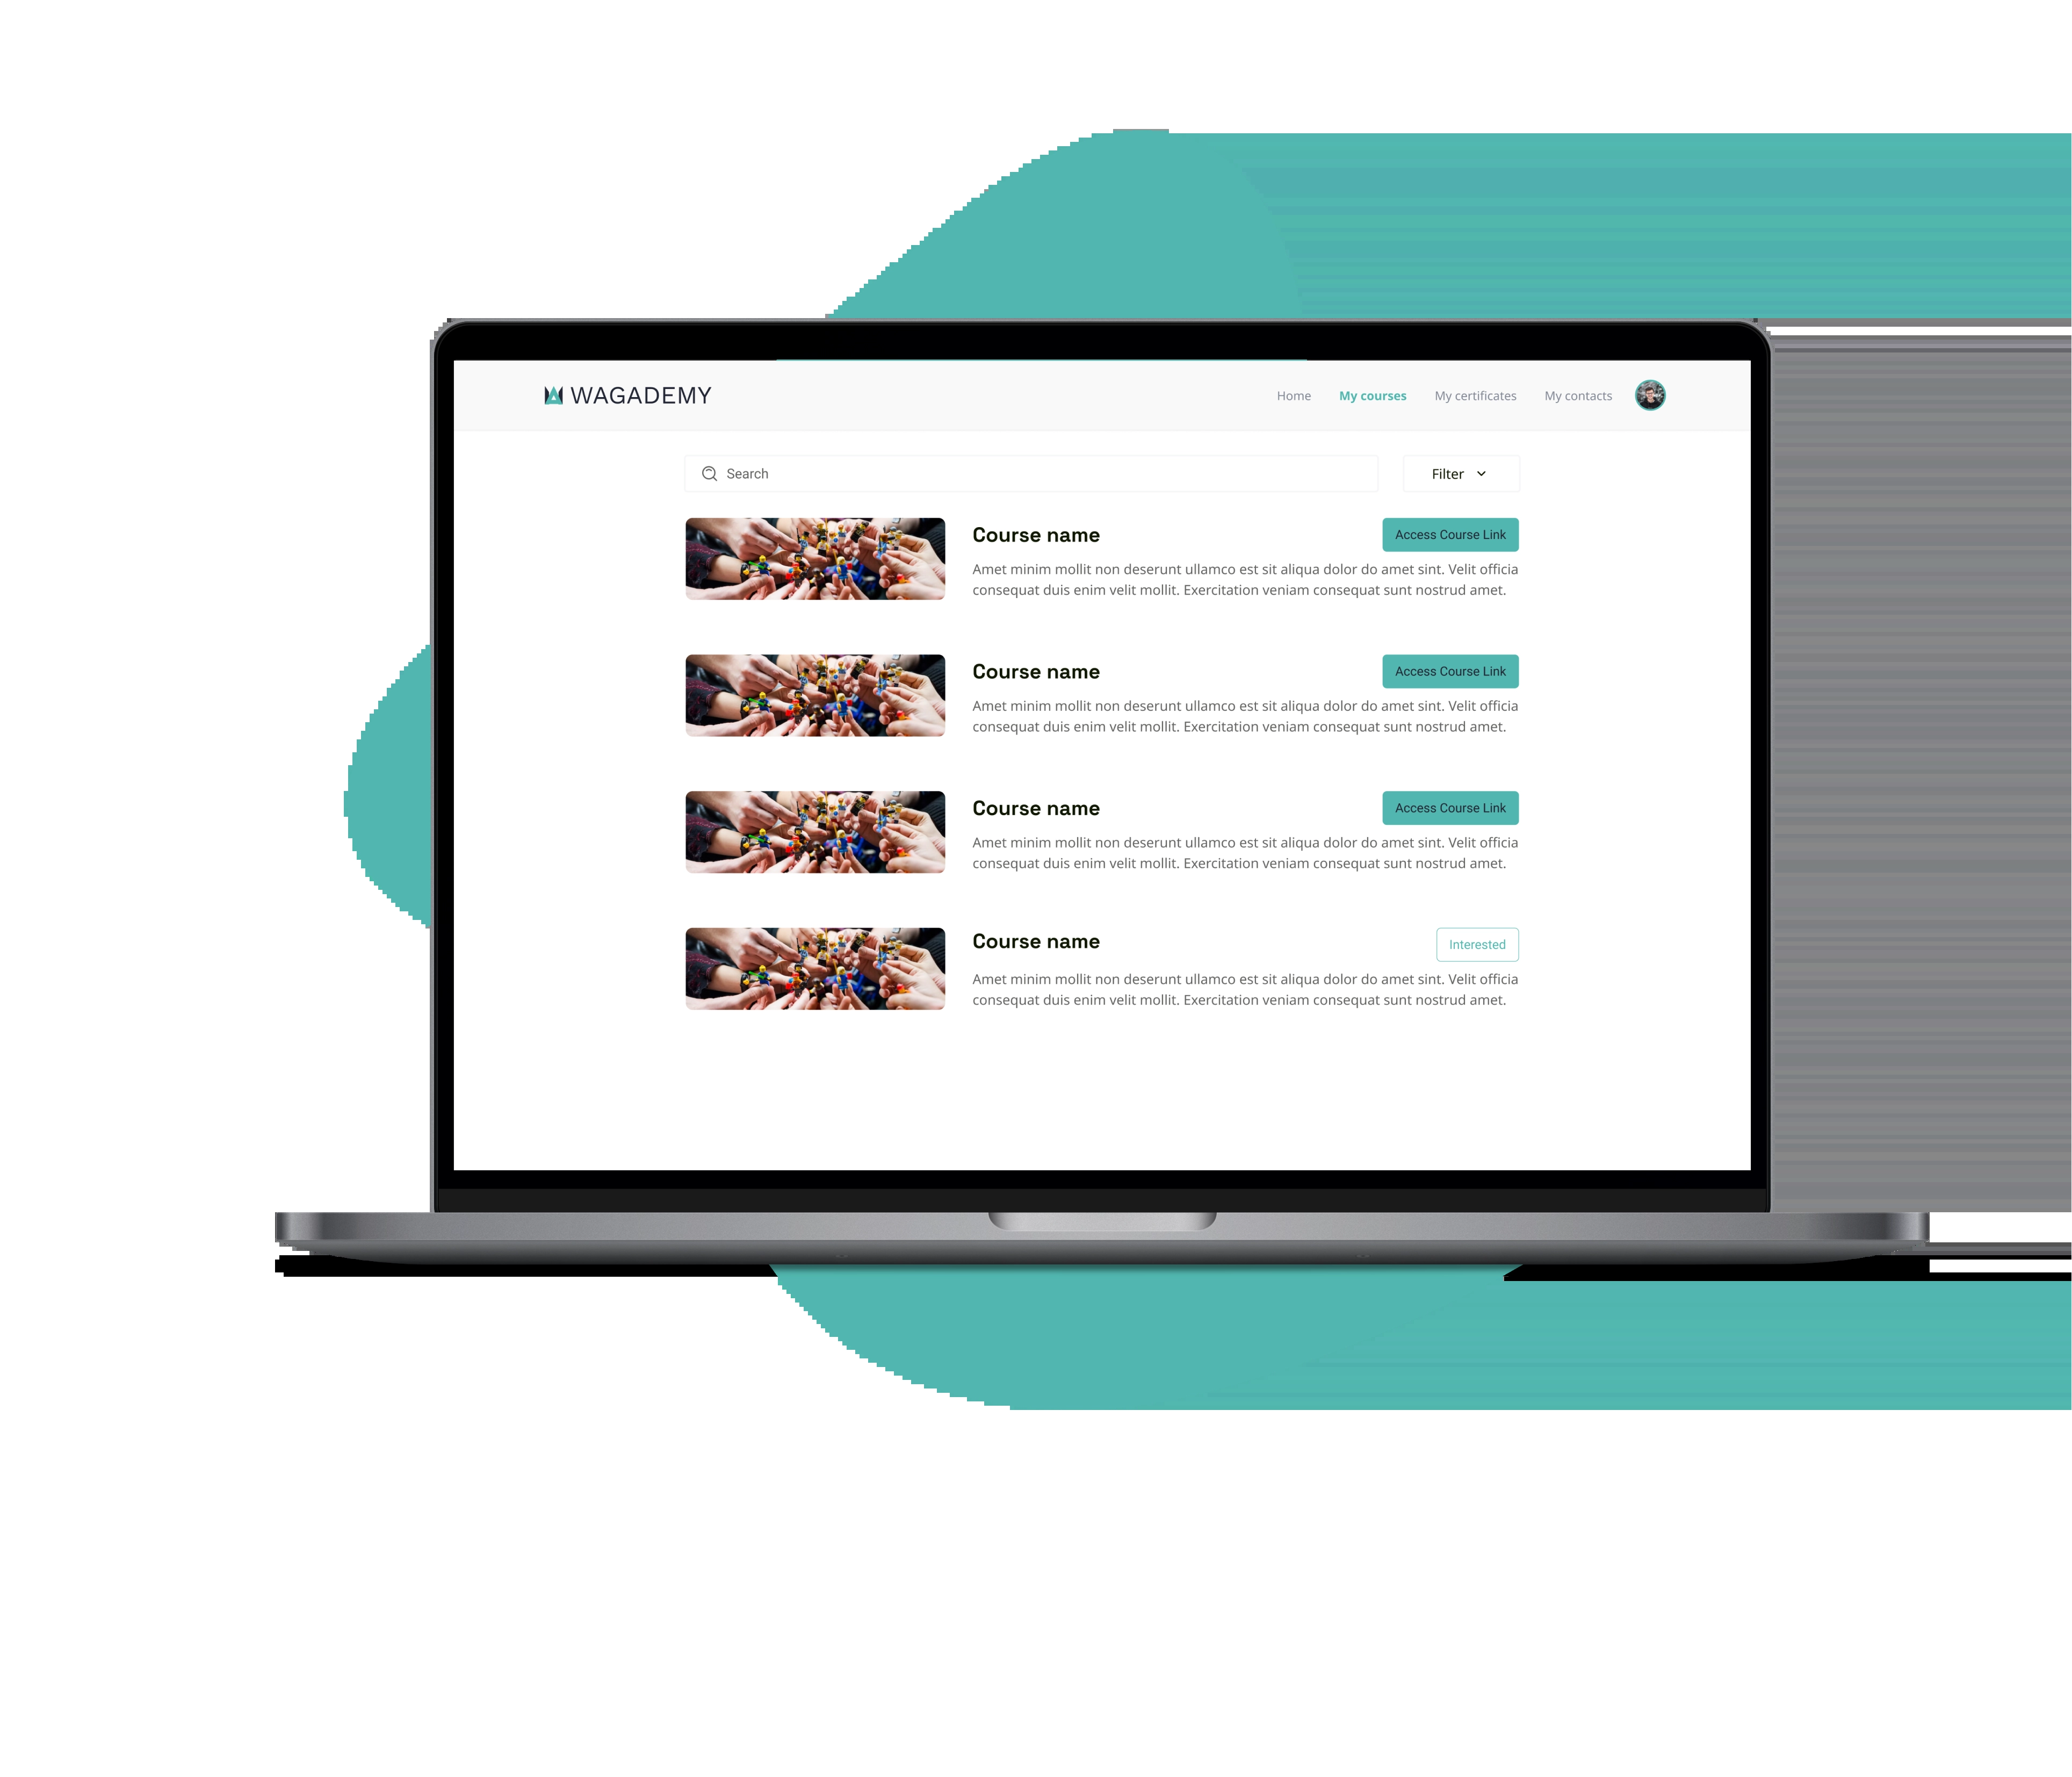 WAGADEMY
Home My courses My certificates My contacts
Search
Filter
Course name
Access Course Link
Amet minim mollit non deserunt ullamco est sit aliqua dolor do amet sint. Velit officia
consequat duis enim velit mollit. Exercitation veniam consequat sunt nostrud amet.
Course name
Access Course Link
Amet minim mollit non deserunt ullamco est sit aliqua dolor do amet sint. Velit officia
consequat duis enim velit mollit. Exercitation veniam consequat sunt nostrud amet.
Course name
Access Course Link
Amet minim mollit non deserunt ullamco est sit aliqua dolor do amet sint. Velit officia
consequat duis enim velit mollit. Exercitation veniam consequat sunt nostrud amet.
Course name
Interested
Amet minim mollit non deserunt ullamco est sit aliqua dolor do amet sint. Velit officia
consequat duis enim velit mollit. Exercitation veniam consequat sunt nostrud amet.